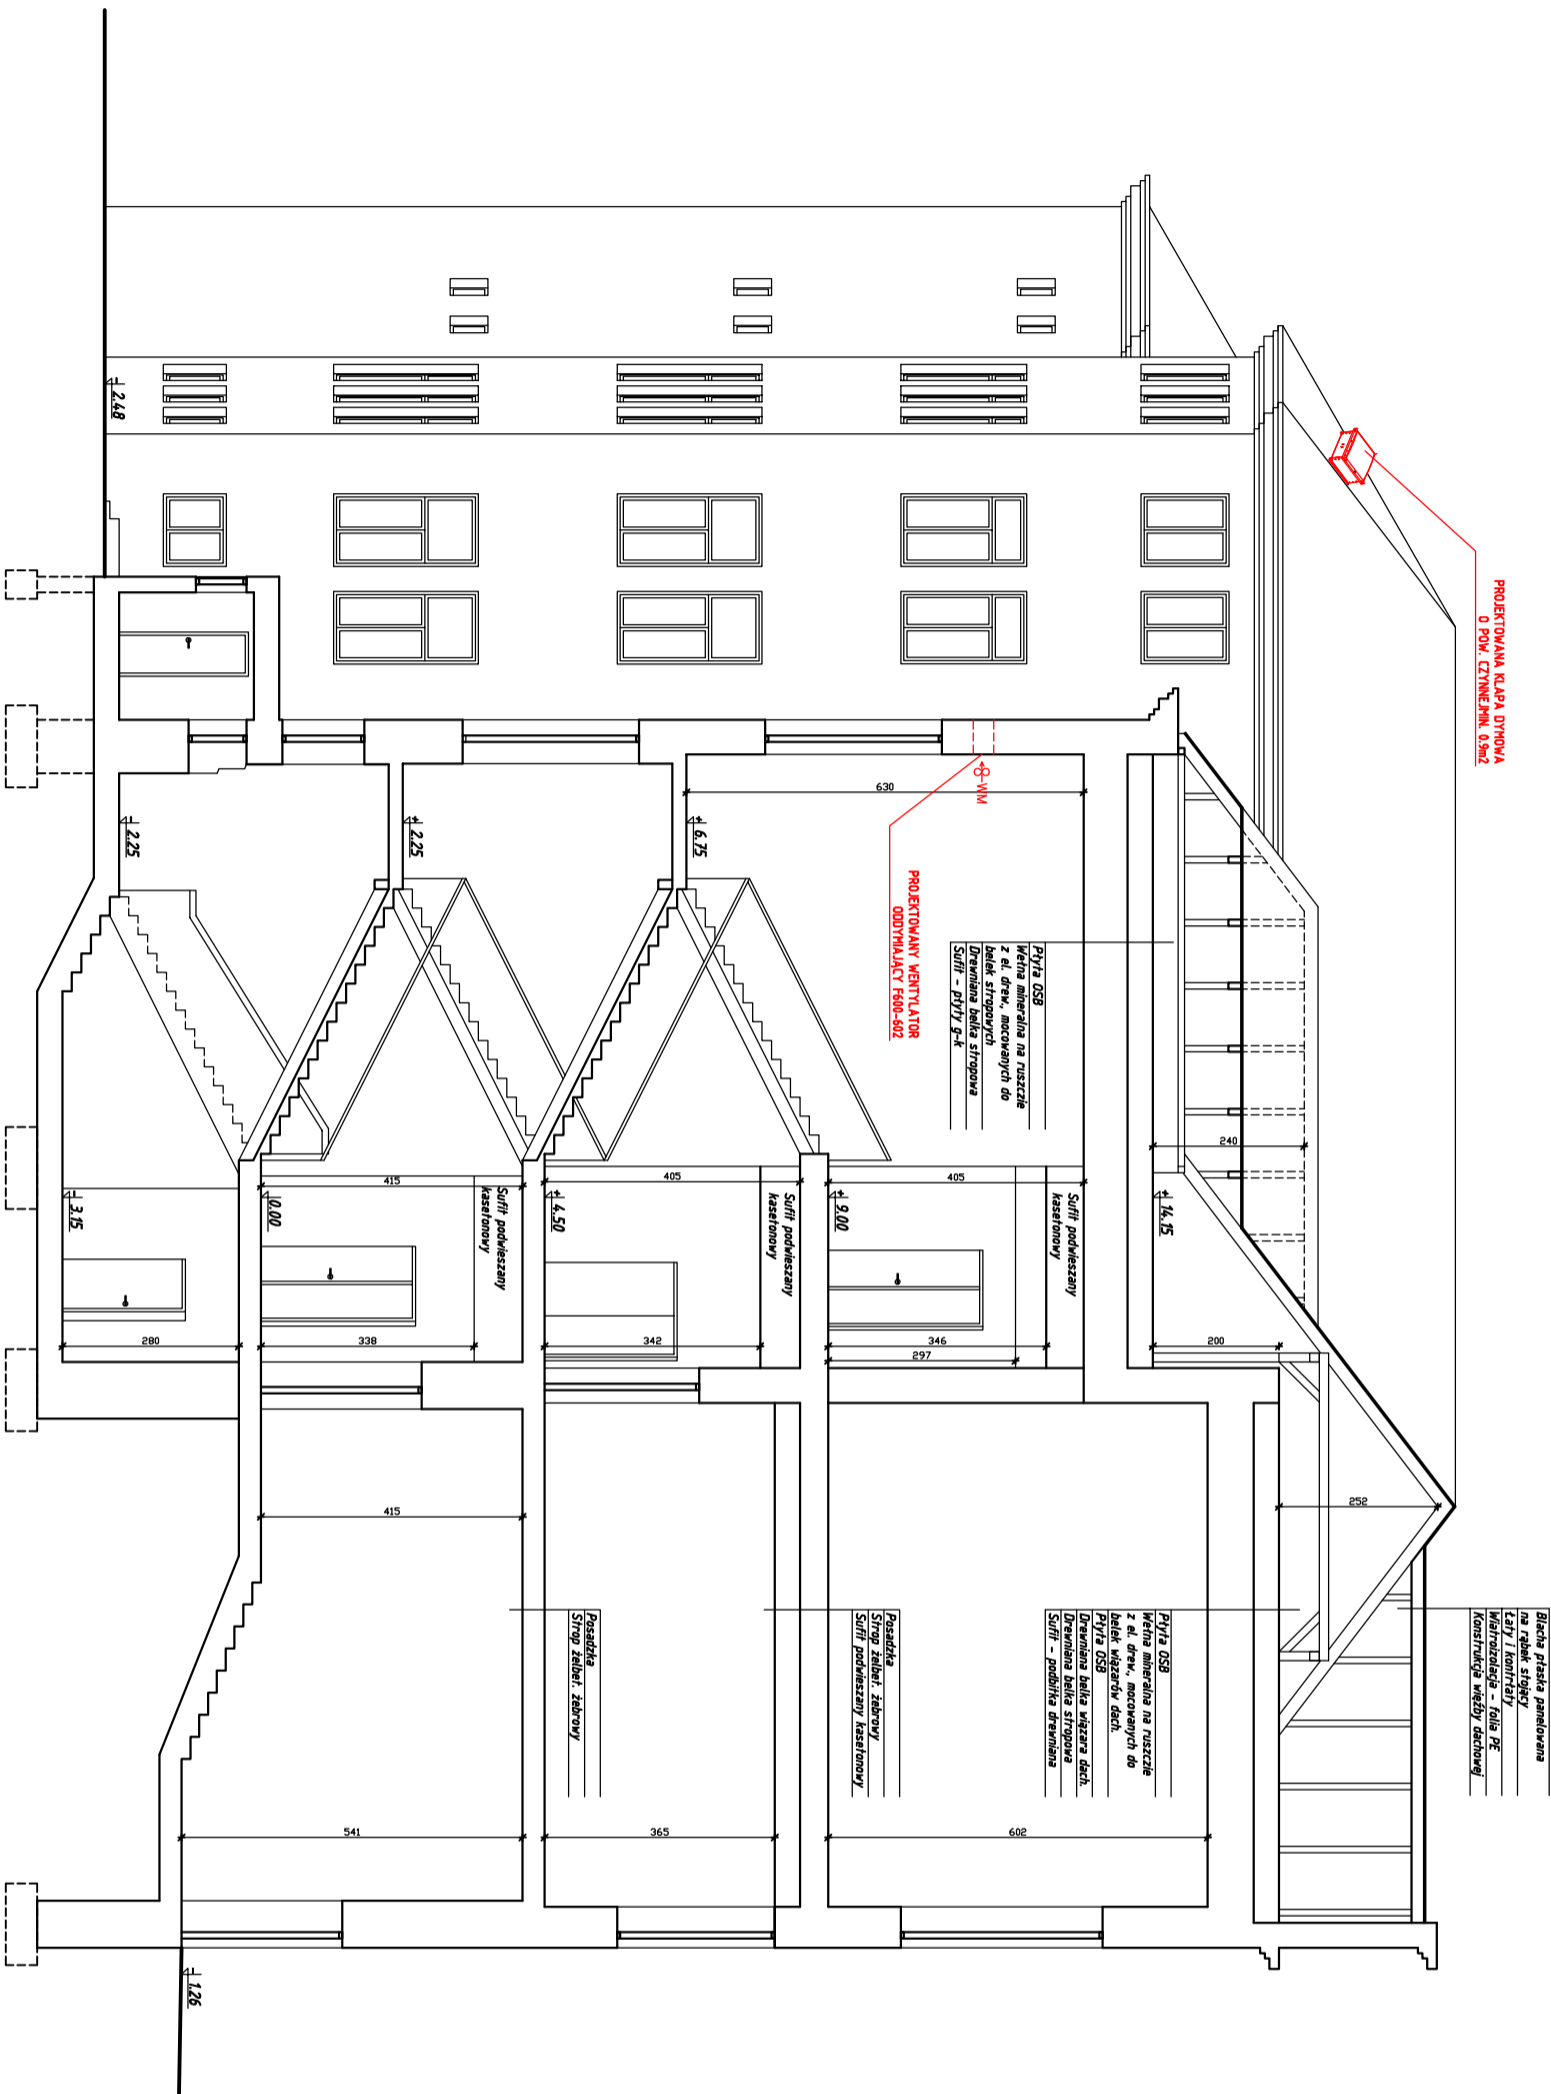 PROJEKTOWANA KLAPA DYMOWA
O POW. CZYNNEJMIN. 0.9m2
Blacha płaska panelowana
na rąbek stojący
Łaty i kontrłaty
Wiatroizolacja - folia PE
Konstrukcja więźby dachowej
252
240
200
+ 14.15
Płyta OSB
Wełna mineralna na ruszczie
z el. drew., mocowanych do
belek stropowych
Drewniana belka stropowa
Sufit - płyty g-k
Płyta OSB
Wełna mineralna na ruszczie
z el. drew., mocowanych do
belek wiązarów dach.
Płyta OSB
Drewniana belka wiązara dach.
Drewniana belka stropowa
Sufit - podbitka drewniana
Sufit podwieszany
kasetonowy
8-WM
630
PROJEKTOWANY WENTYLATOR
ODDYMIAJĄCY F600-602
405
346
297
602
+ 9.00
Posadzka
Strop żelbet. żebrowy
Sufit podwieszany kasetonowy
Sufit podwieszany
kasetonowy
+ 6.75
405
342
365
+ 4.50
Posadzka
Strop żelbet. żebrowy
Sufit podwieszany
kasetonowy
+ 2.25
415
338
415
541
0.00
280
- 2.48
- 2.25
- 3.15
- 1.26